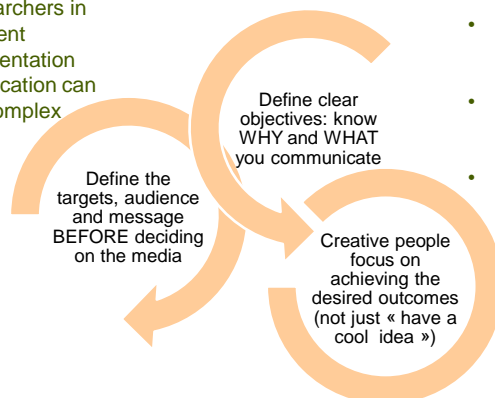 archers in
ent
entation
cation can
omplex
Define clear
objectives: know
WHY and WHAT
you communicate
Define the
targets, audience
and message
BEFORE deciding
on the media
Creative people
focus on
achieving the
desired outcomes
(not just « have a
cool idea »)